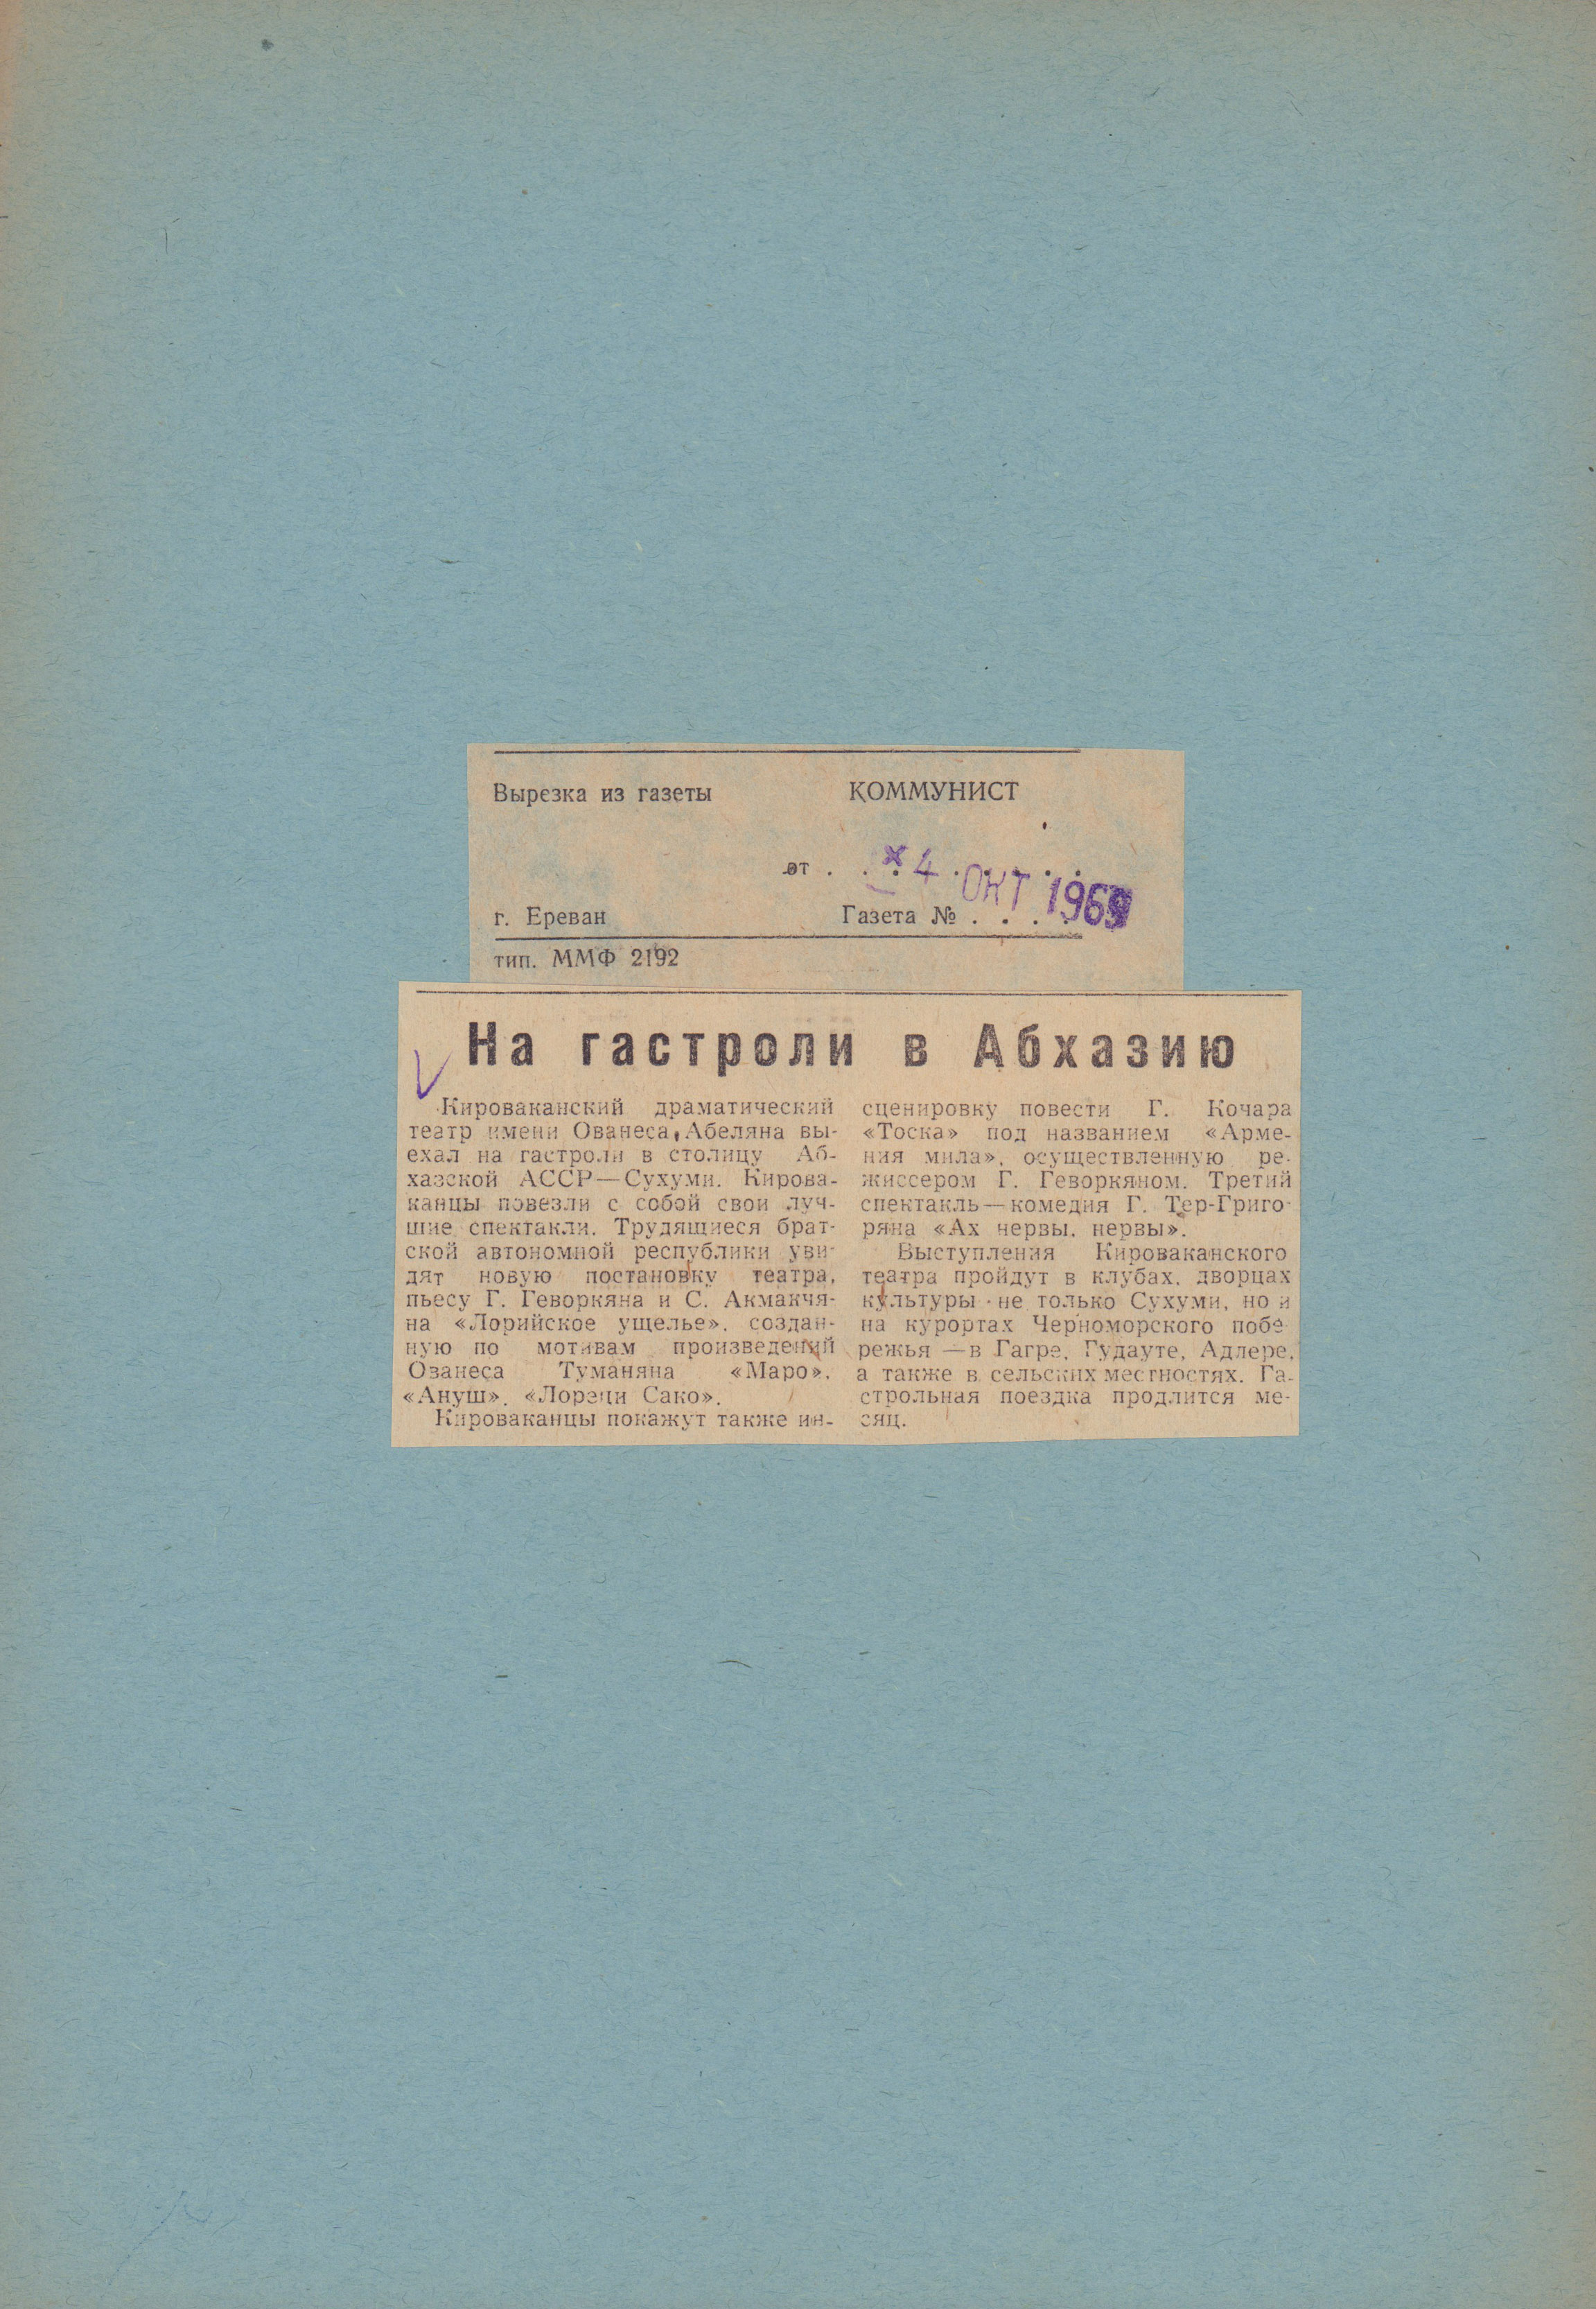 Вырезка из газеты КОММУНИСТ
от . . 4 ОКТ 1969
г. Ереван Газета № . . . .
тип. ММФ 2192
На гастроли в Абхазию
Кироваканский драматический
театр имени Ованеса Абеляна вы-
ехал на гастроли в столицу Аб-
хазской АССР—Сухуми. Кирова-
канцы повезли с собой свои луч-
шие спектакли. Трудящиеся брат-
ской автономной республики уви-
дят новую постановку театра,
пьесу Г. Геворкяна и С. Акмакчя-
на «Лорийское ущелье», создан-
ную по мотивам произведений
Ованеса Туманяна «Маро»,
«Ануш», «Лорэци Сако».
Кироваканцы покажут также ин-
сценировку повести Г. Кочара
«Тоска» под названием «Арме-
ния мила», осуществленную ре-
жиссером Г. Геворкяном. Третий
спектакль—комедия Г. Тер-Григо-
ряна «Ах нервы, нервы».
Выступления Кироваканского
театра пройдут в клубах, дворцах
культуры не только Сухуми, но и
на курортах Черноморского побе-
режья —в Гагре, Гудауте, Адлере,
а также в сельских местностях. Га-
строльная поездка продлится ме-
сяц.